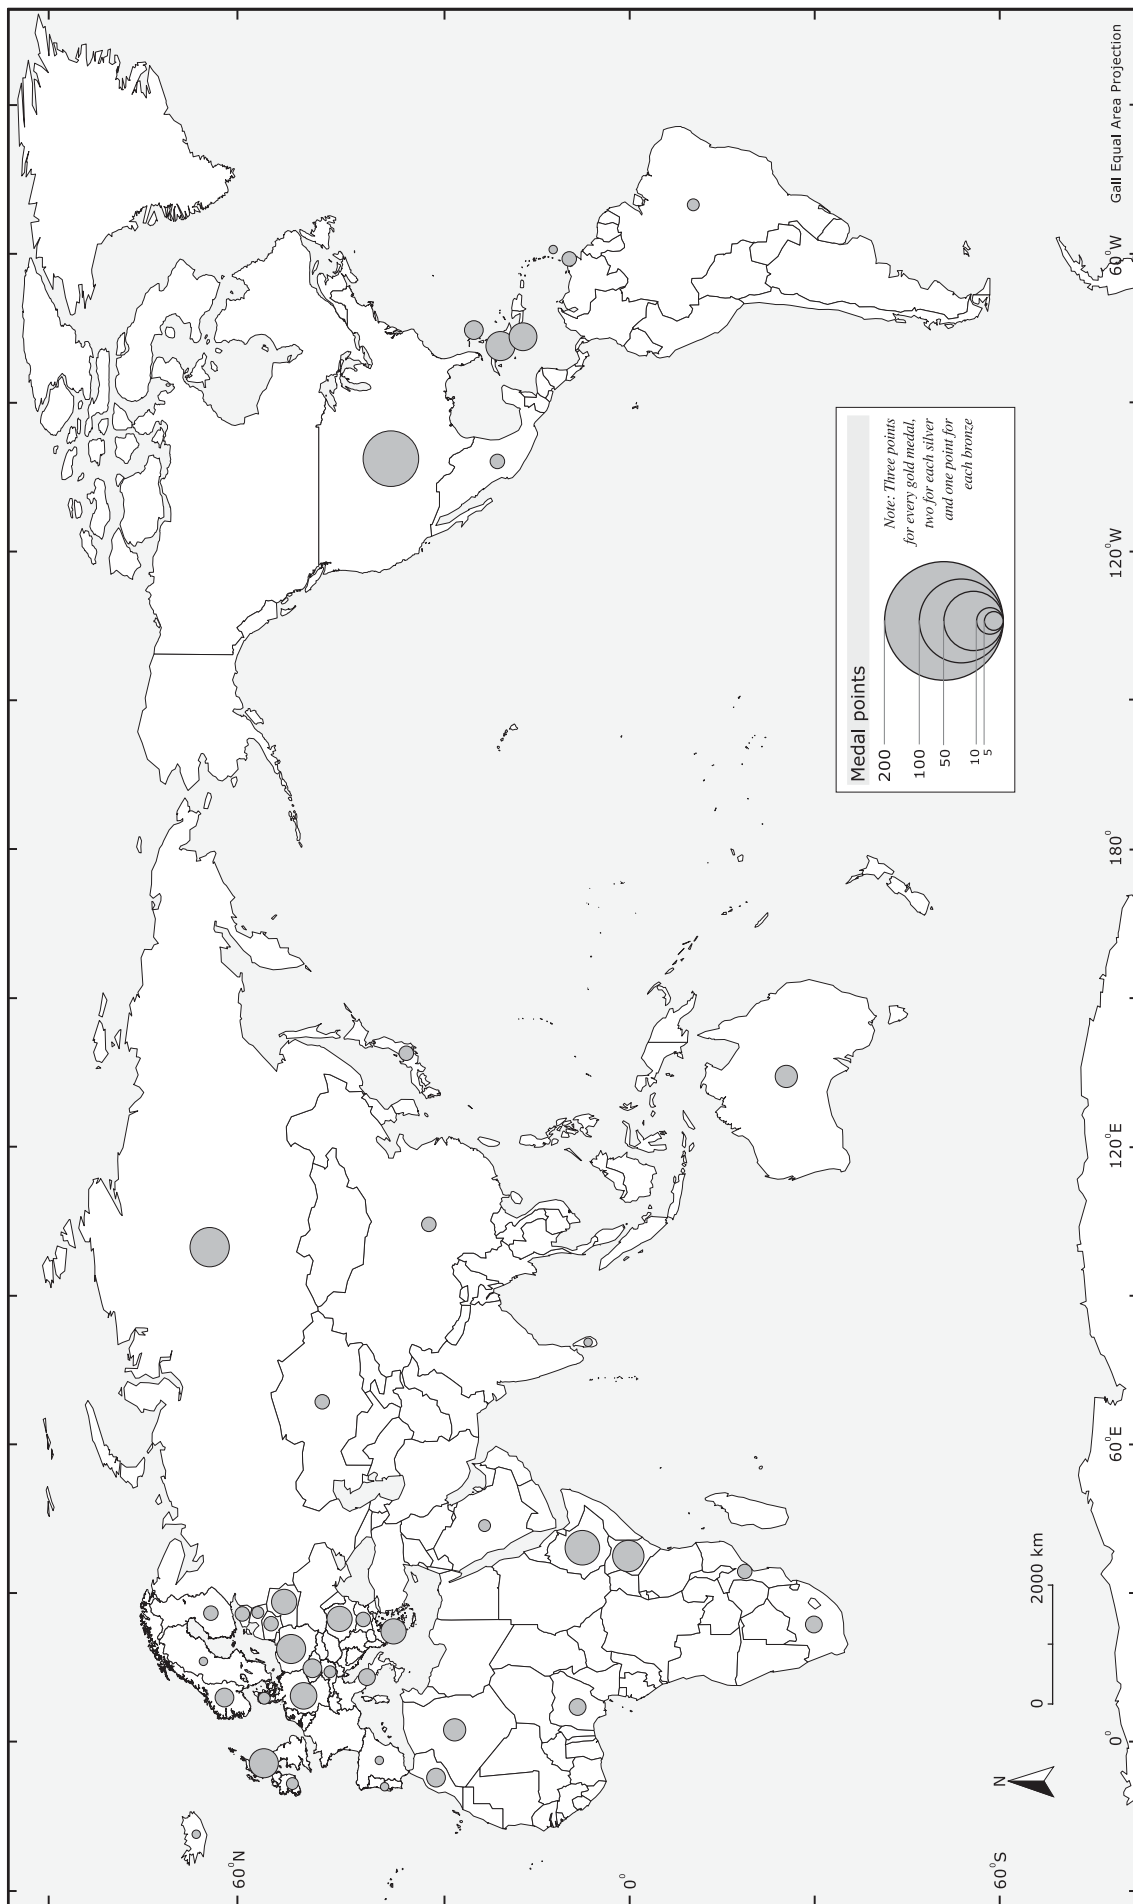 Gall Equal Area Projection
60°N
0°
60°S
0°
60°E
120°E
180°
120°W
60°W
N
0 2000 km
Medal points
200
100
50
10
5
Note: Three points
for every gold medal,
two for each silver
and one point for
each bronze